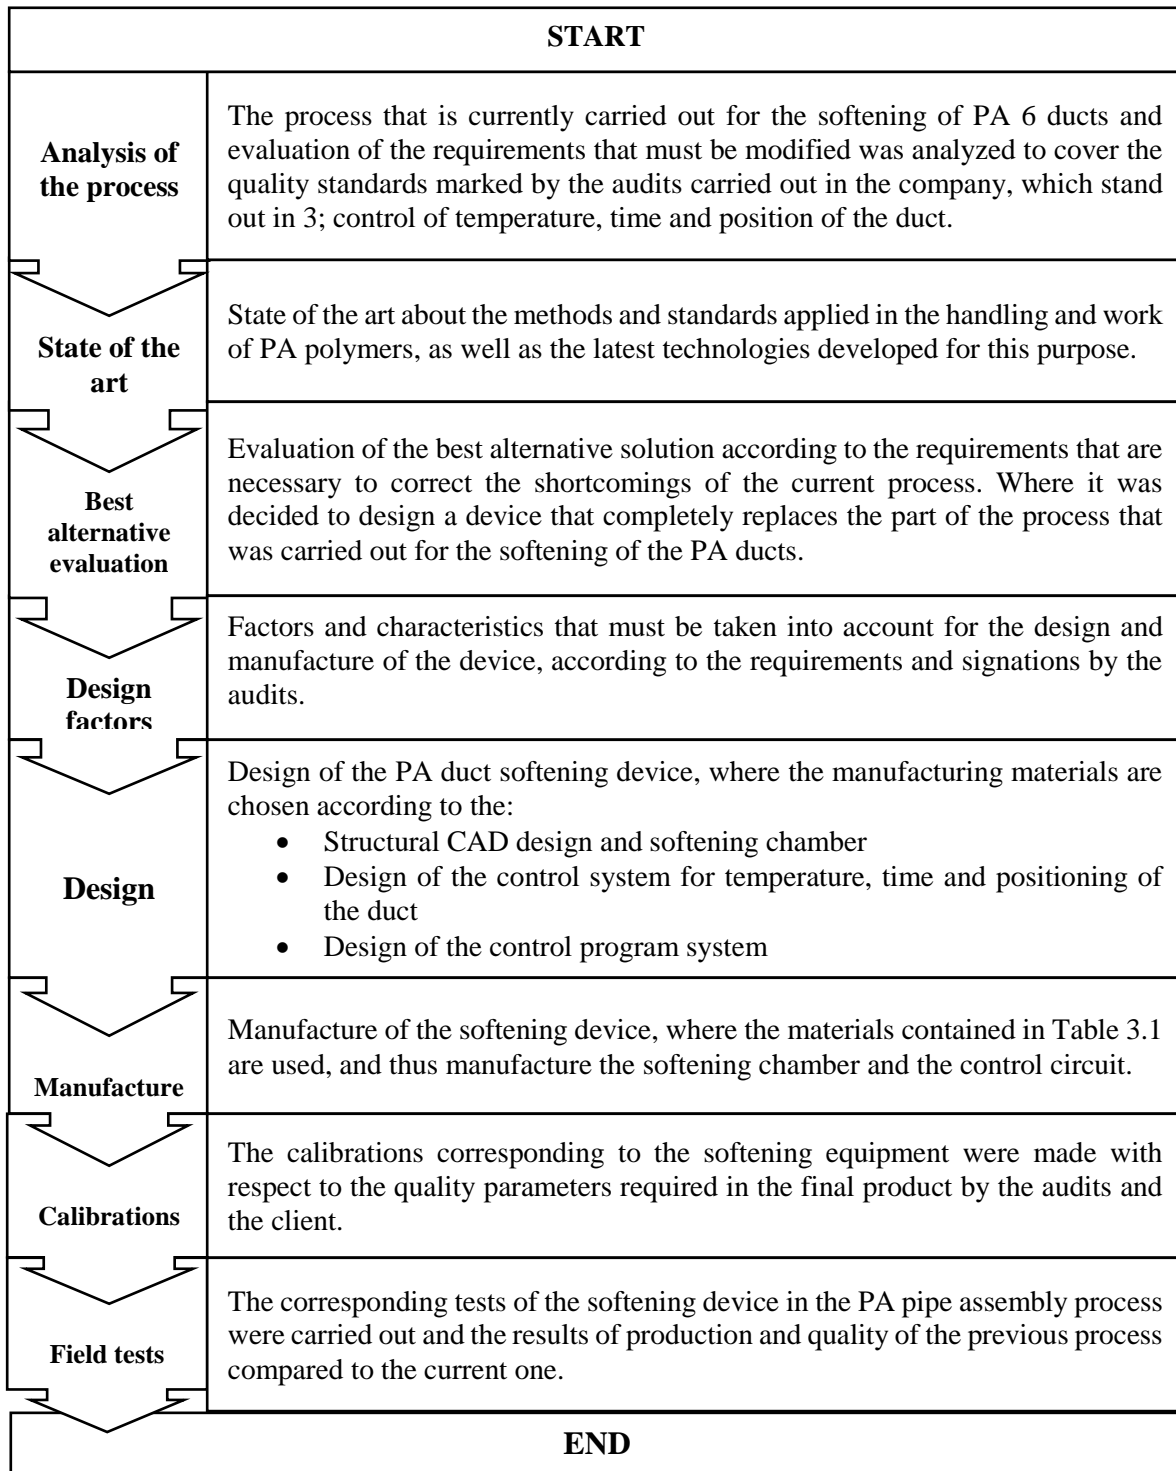 START
Analysis of
the process
The process that is currently carried out for the softening of PA 6 ducts and
evaluation of the requirements that must be modified was analyzed to cover the
quality standards marked by the audits carried out in the company, which stand
out in 3; control of temperature, time and position of the duct.
State of the
art
State of the art about the methods and standards applied in the handling and work
of PA polymers, as well as the latest technologies developed for this purpose.
Best
alternative
evaluation
Evaluation of the best alternative solution according to the requirements that are
necessary to correct the shortcomings of the current process. Where it was
decided to design a device that completely replaces the part of the process that
was carried out for the softening of the PA ducts.
Design
factors
Factors and characteristics that must be taken into account for the design and
manufacture of the device, according to the requirements and signations by the
audits.
Design
Design of the PA duct softening device, where the manufacturing materials are
chosen according to the:
• Structural CAD design and softening chamber
• Design of the control system for temperature, time and positioning of
the duct
• Design of the control program system
Manufacture
Manufacture of the softening device, where the materials contained in Table 3.1
are used, and thus manufacture the softening chamber and the control circuit.
Calibrations
The calibrations corresponding to the softening equipment were made with
respect to the quality parameters required in the final product by the audits and
the client.
Field tests
The corresponding tests of the softening device in the PA pipe assembly process
were carried out and the results of production and quality of the previous process
compared to the current one.
END